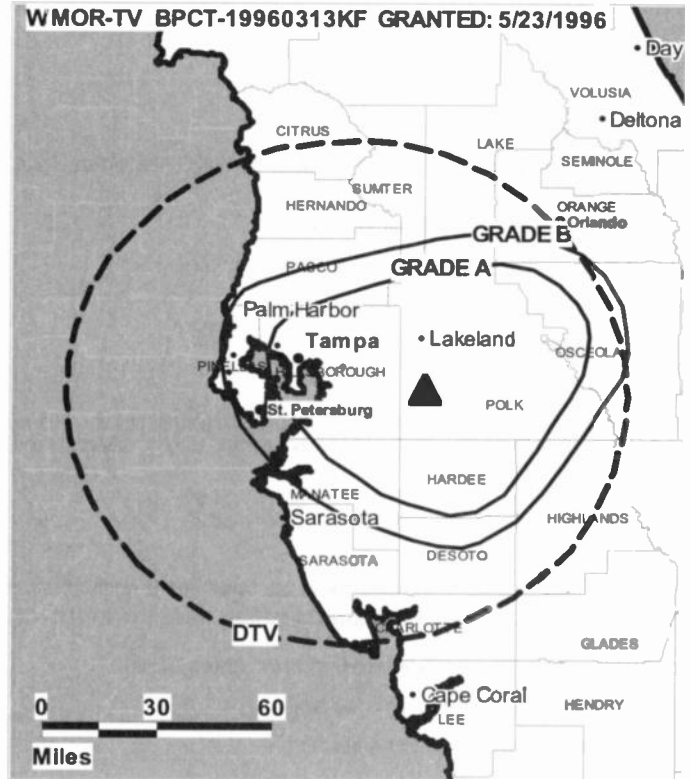 WMOR-TV BPCT-19960313KF GRANTED: 5/23/1996
Day
VOLUSIA
Deltona
CITRUS
LAKE
SEMINOLE
SUMTER
HERNANDO
ORANGE
Orlando
GRADE B
PASCO
GRADE A
Palm Harbor
Tampa
Lakeland
OSCEOLA
St. Petersburg
POLK
HARDEE
MANATEE
Sarasota
HIGHLANDS
SARASOTA
DESOTO
DTV
CHARLOTTE
GLADES
Cape Coral
LEE
HENDRY
0 30 60
Miles